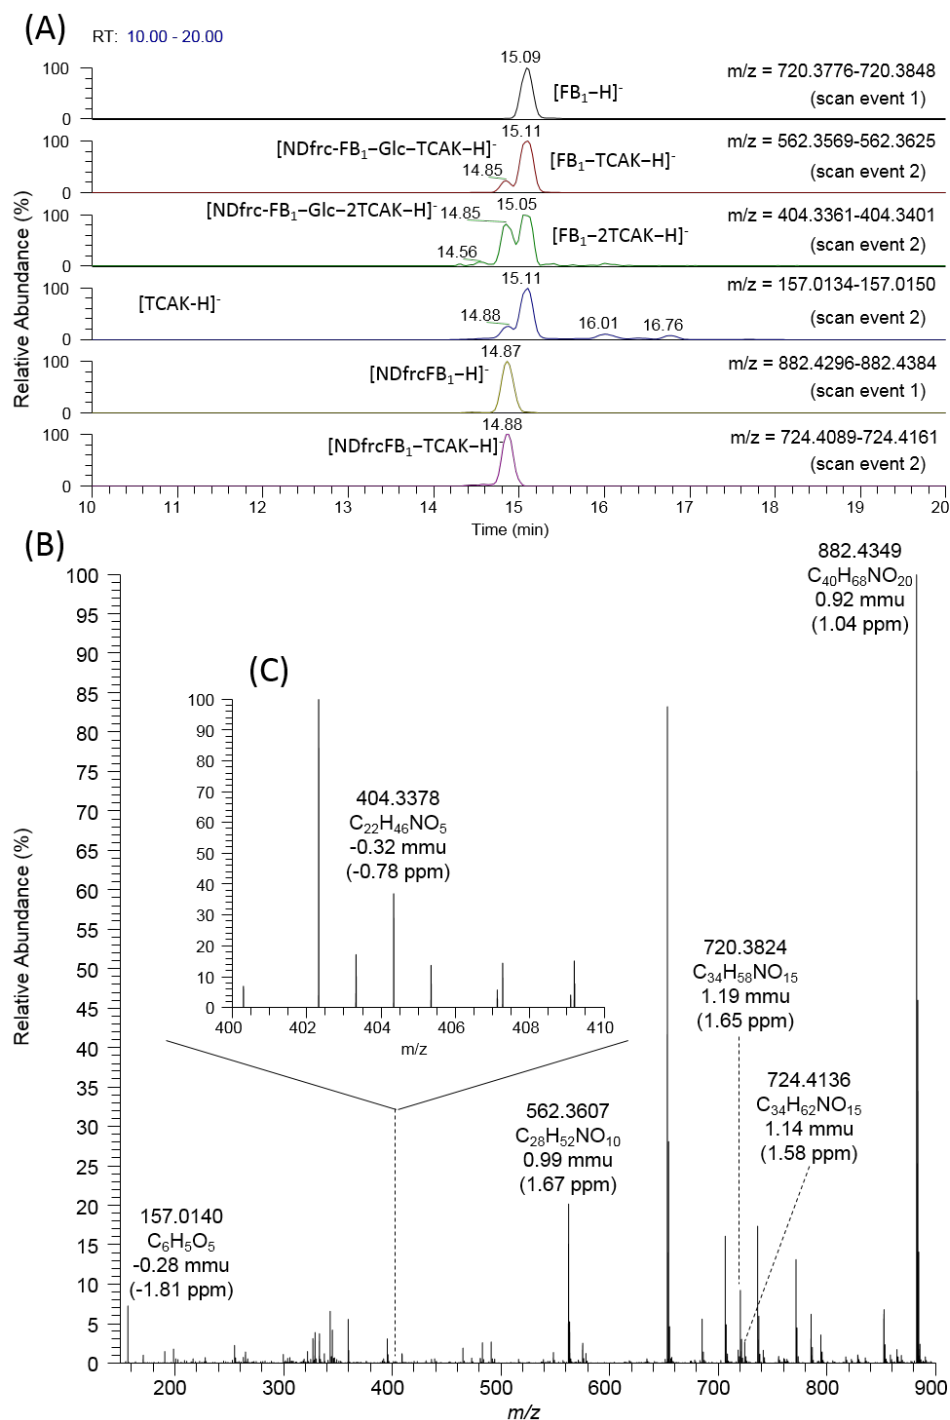 (A)
RT: 10.00 - 20.00
Relative Abundance (%)
100
0
15.09
[FB₁–H]⁻
m/z = 720.3776-720.3848
(scan event 1)
100
0
[NDfrc-FB₁–Glc–TCAK–H]⁻
14.85
15.11
[FB₁–TCAK–H]⁻
m/z = 562.3569-562.3625
(scan event 2)
100
0
[NDfrc-FB₁–Glc–2TCAK–H]⁻
14.56
14.85
15.05
[FB₁–2TCAK–H]⁻
m/z = 404.3361-404.3401
(scan event 2)
100
0
[TCAK-H]⁻
14.88
15.11
16.01
16.76
m/z = 157.0134-157.0150
(scan event 2)
100
0
[NDfrcFB₁–H]⁻
14.87
m/z = 882.4296-882.4384
(scan event 1)
100
0
[NDfrcFB₁–TCAK–H]⁻
14.88
m/z = 724.4089-724.4161
(scan event 2)
10 11 12 13 14 15 16 17 18 19 20
Time (min)
(B)
Relative Abundance (%)
100
95
90
85
80
75
70
65
60
55
50
45
40
35
30
25
20
15
10
5
0
882.4349
C₄₀H₆₈NO₂₀
0.92 mmu
(1.04 ppm)
(C)
100
90
80
70
60
50
40
30
20
10
0
404.3378
C₂₂H₄₆NO₅
-0.32 mmu
(-0.78 ppm)
400 402 404 406 408 410
m/z
720.3824
C₃₄H₅₈NO₁₅
1.19 mmu
(1.65 ppm)
724.4136
C₃₄H₆₂NO₁₅
1.14 mmu
(1.58 ppm)
562.3607
C₂₈H₅₂NO₁₀
0.99 mmu
(1.67 ppm)
157.0140
C₆H₅O₅
-0.28 mmu
(-1.81 ppm)
200 300 400 500 600 700 800 900
m/z